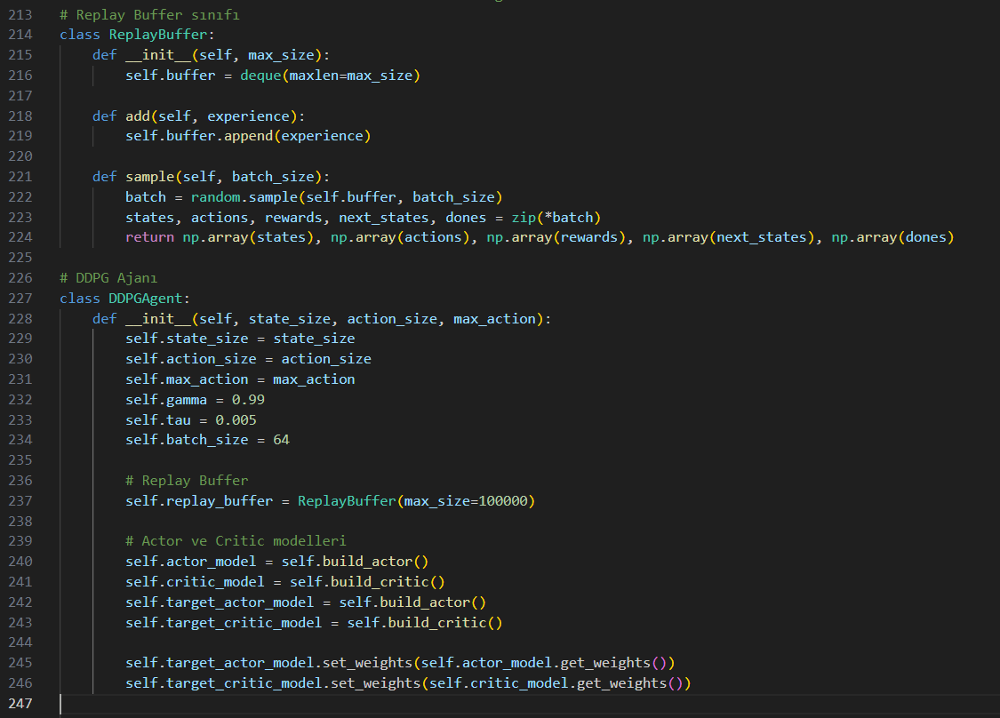 213 # Replay Buffer sınıfı
214 class ReplayBuffer:
215     def __init__(self, max_size):
216         self.buffer = deque(maxlen=max_size)
217
218     def add(self, experience):
219         self.buffer.append(experience)
220
221     def sample(self, batch_size):
222         batch = random.sample(self.buffer, batch_size)
223         states, actions, rewards, next_states, dones = zip(*batch)
224         return np.array(states), np.array(actions), np.array(rewards), np.array(next_states), np.array(dones)
225
226 # DDPG Ajanı
227 class DDPGAgent:
228     def __init__(self, state_size, action_size, max_action):
229         self.state_size = state_size
230         self.action_size = action_size
231         self.max_action = max_action
232         self.gamma = 0.99
233         self.tau = 0.005
234         self.batch_size = 64
235
236         # Replay Buffer
237         self.replay_buffer = ReplayBuffer(max_size=100000)
238
239         # Actor ve Critic modelleri
240         self.actor_model = self.build_actor()
241         self.critic_model = self.build_critic()
242         self.target_actor_model = self.build_actor()
243         self.target_critic_model = self.build_critic()
244
245         self.target_actor_model.set_weights(self.actor_model.get_weights())
246         self.target_critic_model.set_weights(self.critic_model.get_weights())
247